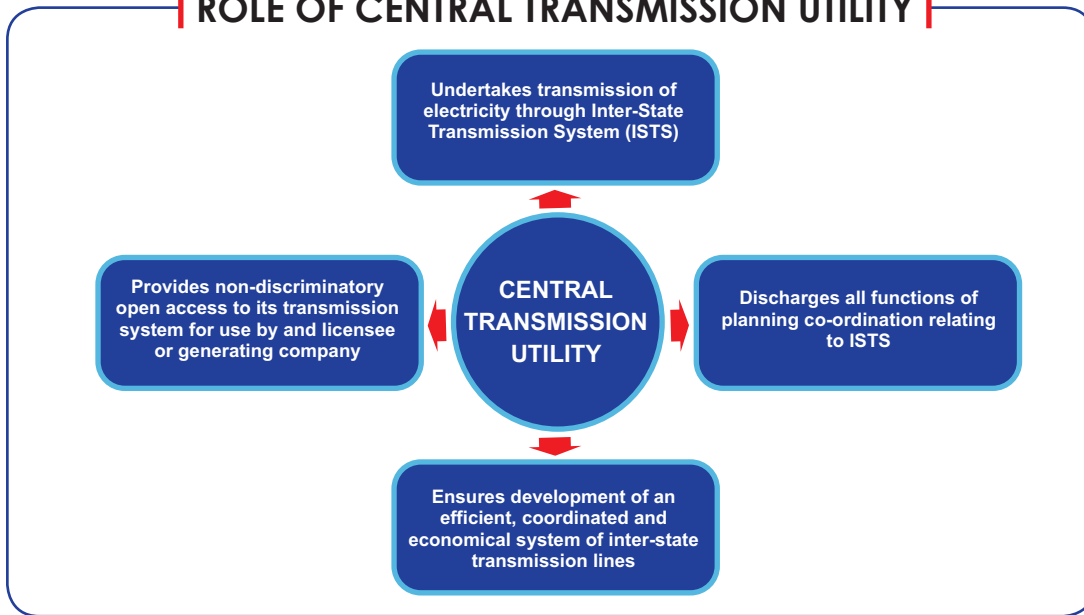 ROLE OF CENTRAL TRANSMISSION UTILITY
Undertakes transmission of
electricity through Inter-State
Transmission System (ISTS)
Provides non-discriminatory
open access to its transmission
system for use by and licensee
or generating company
CENTRAL
TRANSMISSION
UTILITY
Discharges all functions of
planning co-ordination relating
to ISTS
Ensures development of an
efficient, coordinated and
economical system of inter-state
transmission lines